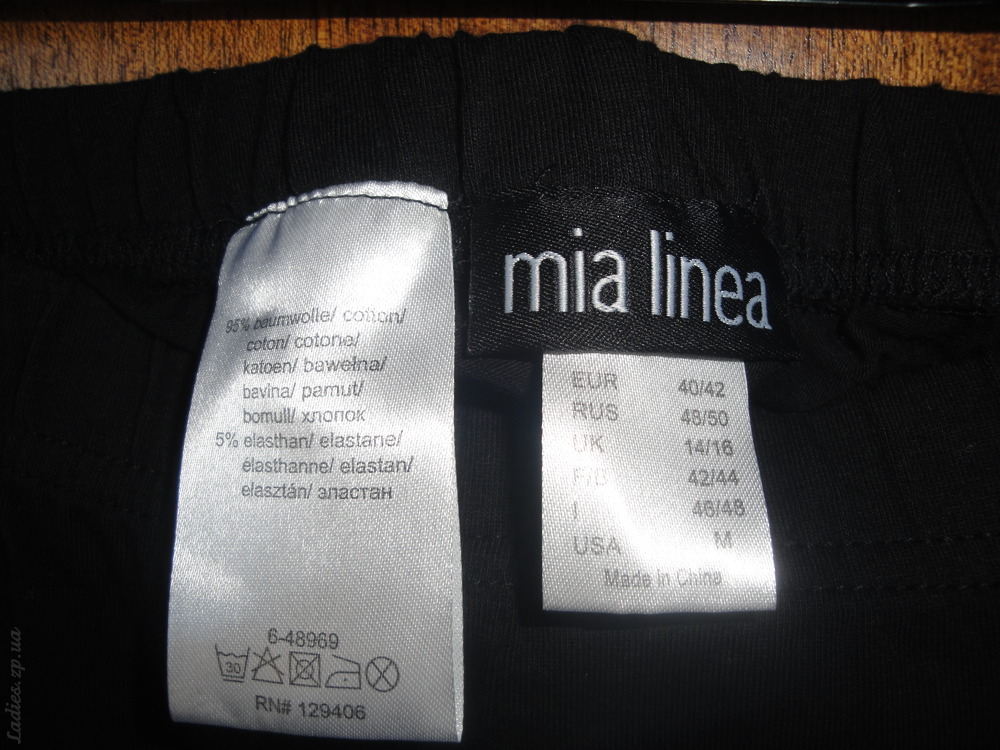 mia linea
95% baumwolle/ cotton/
coton/ cotone/
katoen/ bawełna/
bavlna/ pamut/
bomull/ хлопок
5% elasthan/ elastane/
élasthanne/ elastan/
elasztán/ эластан
6-48969
30
RN# 129406
EUR 40/42
RUS 48/50
UK 14/16
F/B 42/44
I 46/48
USA M
Made in China
Ladies.zp.ua